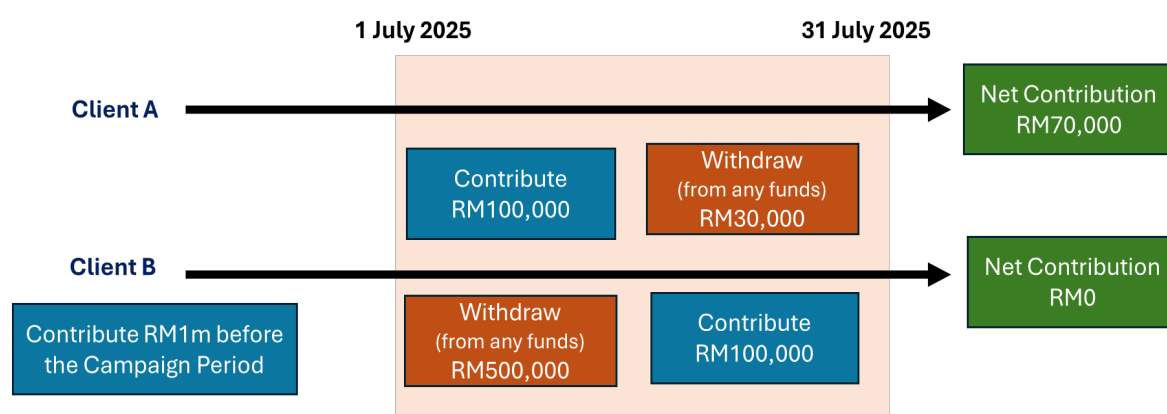 1 July 2025
31 July 2025
Client A
Net Contribution
RM70,000
Contribute
RM100,000
Withdraw
(from any funds)
RM30,000
Client B
Net Contribution
RM0
Contribute RM1m before
the Campaign Period
Withdraw
(from any funds)
RM500,000
Contribute
RM100,000